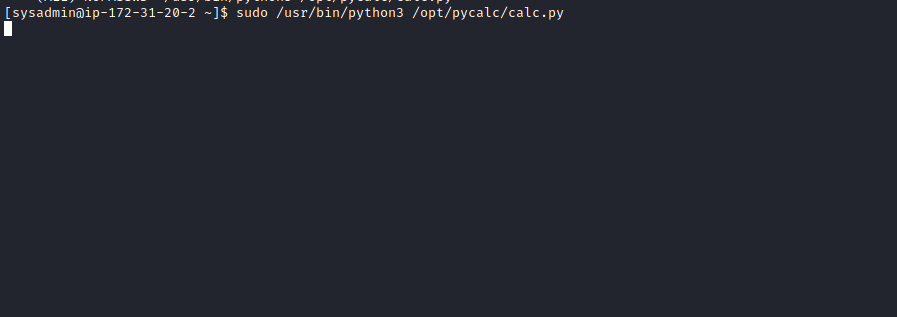 [sysadmin@ip-172-31-20-2 ~]$ sudo /usr/bin/python3 /opt/pycalc/calc.py